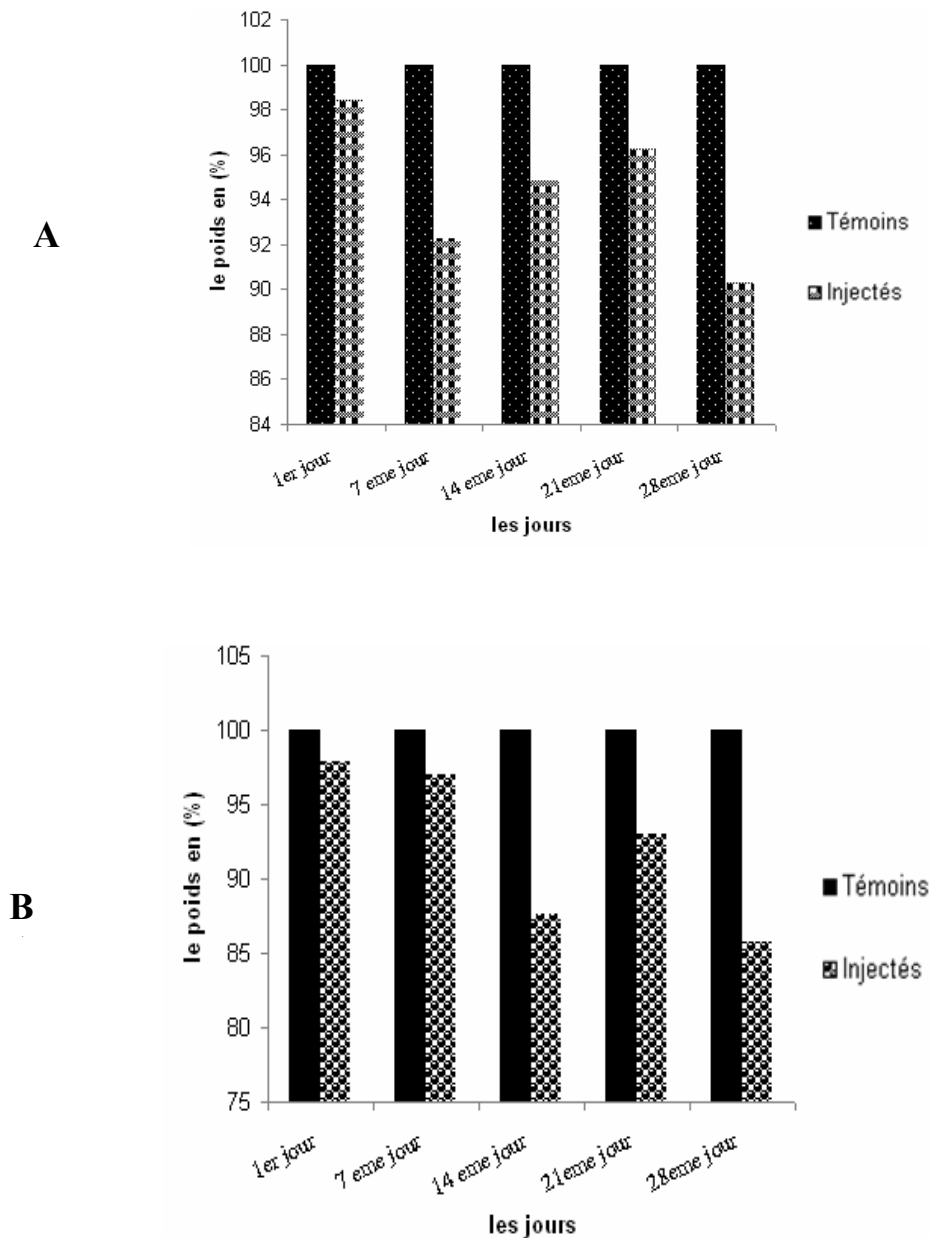 A
le poids en (%)
102
100
98
96
94
92
90
88
86
84
1er jour
7 eme jour
14 eme jour
21eme jour
28eme jour
les jours
Témoins
Injectés
B
le poids en (%)
105
100
95
90
85
80
75
1er jour
7 eme jour
14 eme jour
21eme jour
28eme jour
les jours
Témoins
Injectés